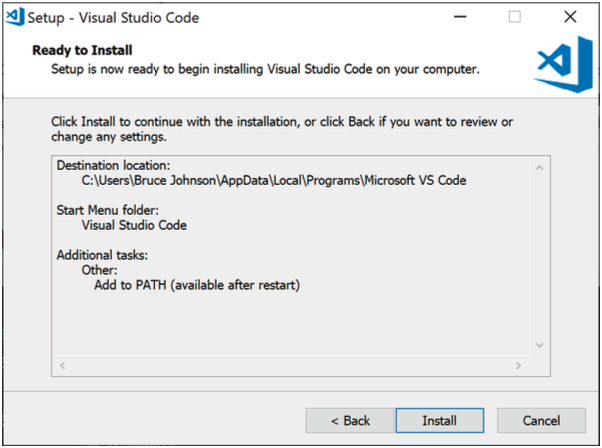 Setup - Visual Studio Code
Ready to Install
Setup is now ready to begin installing Visual Studio Code on your computer.
Click Install to continue with the installation, or click Back if you want to review or
change any settings.
Destination location:
C:\Users\Bruce Johnson\AppData\Local\Programs\Microsoft VS Code
Start Menu folder:
Visual Studio Code
Additional tasks:
Other:
Add to PATH (available after restart)
< Back
Install
Cancel